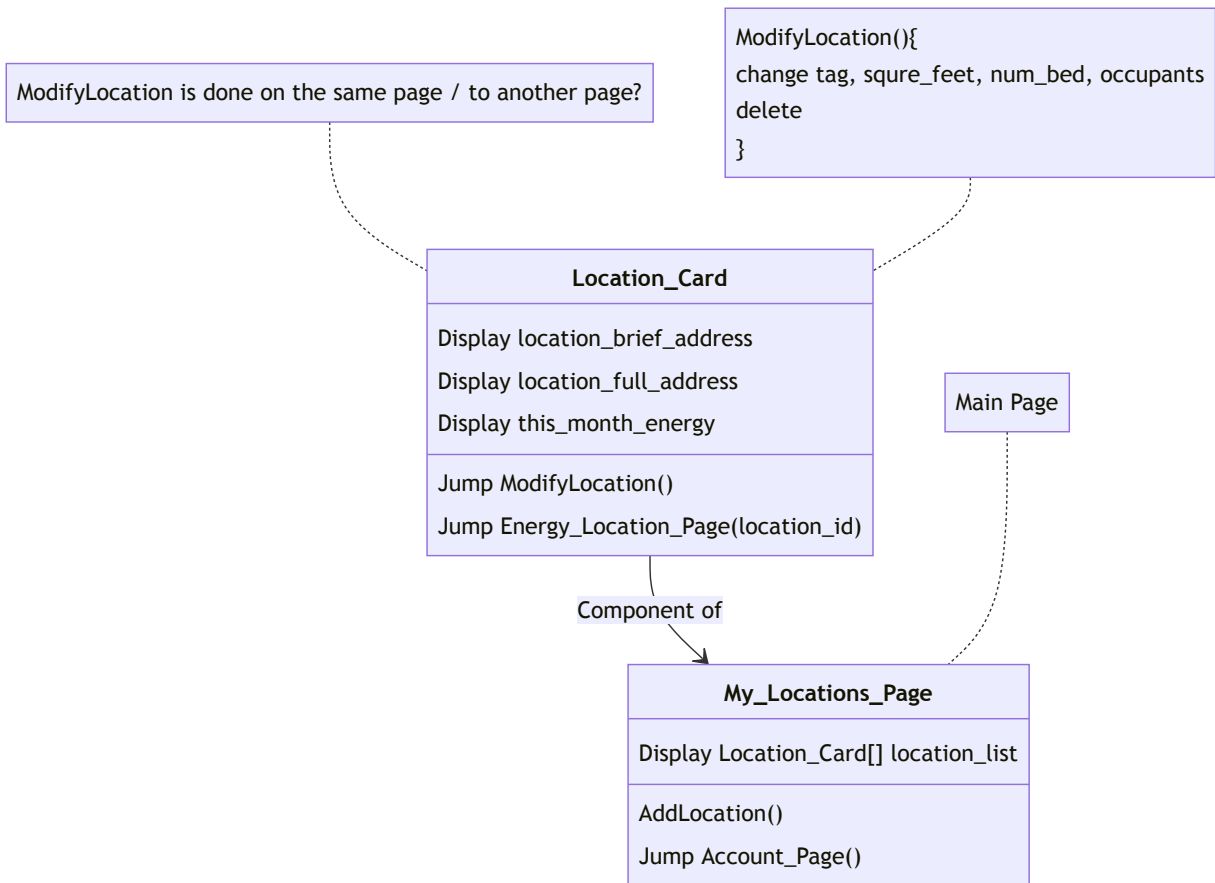 ModifyLocation(){
change tag, squre_feet, num_bed, occupants
delete
}
ModifyLocation is done on the same page / to another page?
Location_Card
Display location_brief_address
Display location_full_address
Display this_month_energy
Jump ModifyLocation()
Jump Energy_Location_Page(location_id)
Main Page
Component of
My_Locations_Page
Display Location_Card[] location_list
AddLocation()
Jump Account_Page()